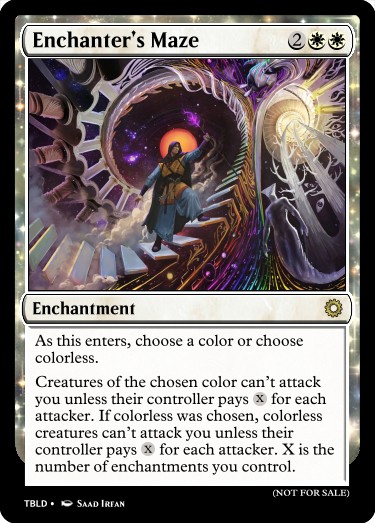 Enchanter's Maze 2
Enchantment
As this enters, choose a color or choose
colorless.
Creatures of the chosen color can't attack
you unless their controller pays X for each
attacker. If colorless was chosen, colorless
creatures can't attack you unless their
controller pays X for each attacker. X is the
number of enchantments you control.
TBLD • Saad Irfan
(NOT FOR SALE)